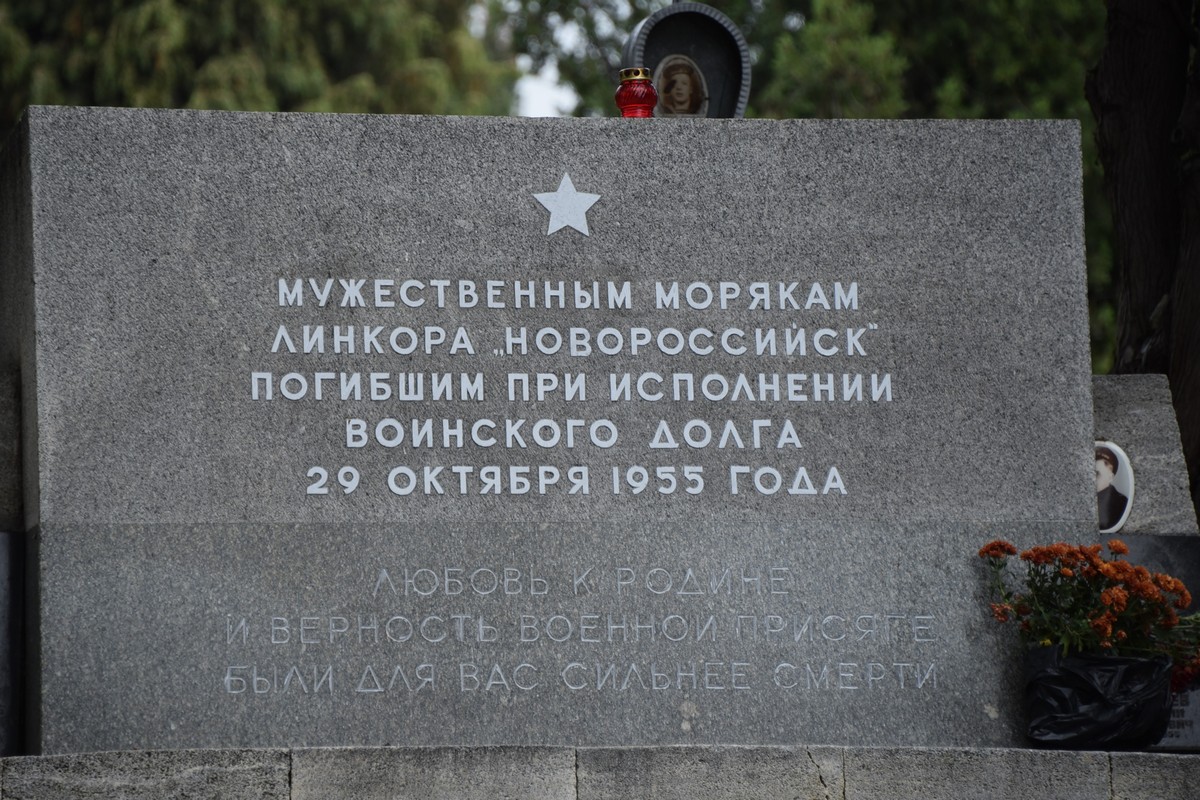 МУЖЕСТВЕННЫМ МОРЯКАМ
ЛИНКОРА „НОВОРОССИЙСК"
ПОГИБШИМ ПРИ ИСПОЛНЕНИИ
ВОИНСКОГО ДОЛГА
29 ОКТЯБРЯ 1955 ГОДА
ЛЮБОВЬ К РОДИНЕ
И ВЕРНОСТЬ ВОЕННОЙ ПРИСЯГЕ
БЫЛИ ДЛЯ ВАС СИЛЬНЕЕ СМЕРТИ